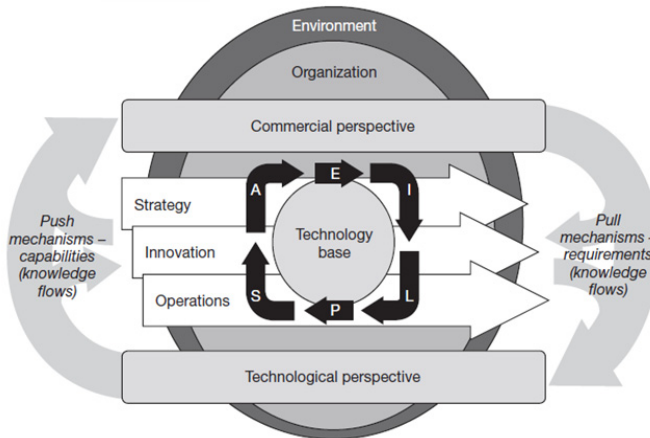 Environment
Organization
Commercial perspective
A
E
I
Strategy
Push
mechanisms –
capabilities
(knowledge
flows)
Innovation
Technology
base
Pull
mechanisms –
requirements
(knowledge
flows)
Operations
S
P
L
Technological perspective